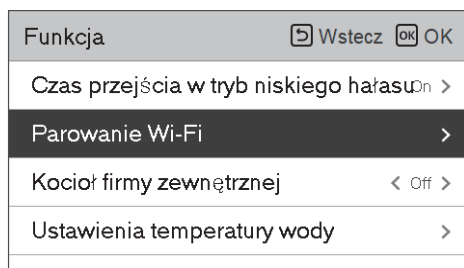 Funkcja Wstecz OK OK
Czas przejścia w tryb niskiego hałasu On >
Parowanie Wi-Fi >
Kocioł firmy zewnętrznej < Off >
Ustawienia temperatury wody >